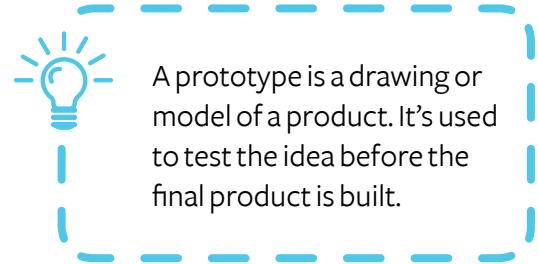 A prototype is a drawing or
model of a product. It’s used
to test the idea before the
final product is built.